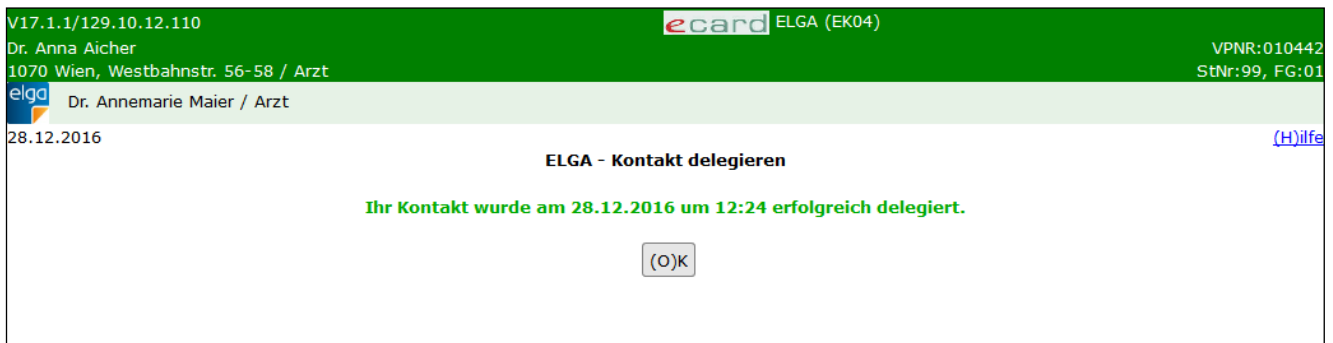 V17.1.1/129.10.12.110 ecard ELGA (EK04)
Dr. Anna Aicher VPNR:010442
1070 Wien, Westbahnstr. 56-58 / Arzt StNr:99, FG:01
elga Dr. Annemarie Maier / Arzt
28.12.2016 (H)ilfe
ELGA - Kontakt delegieren
Ihr Kontakt wurde am 28.12.2016 um 12:24 erfolgreich delegiert.
(O)K